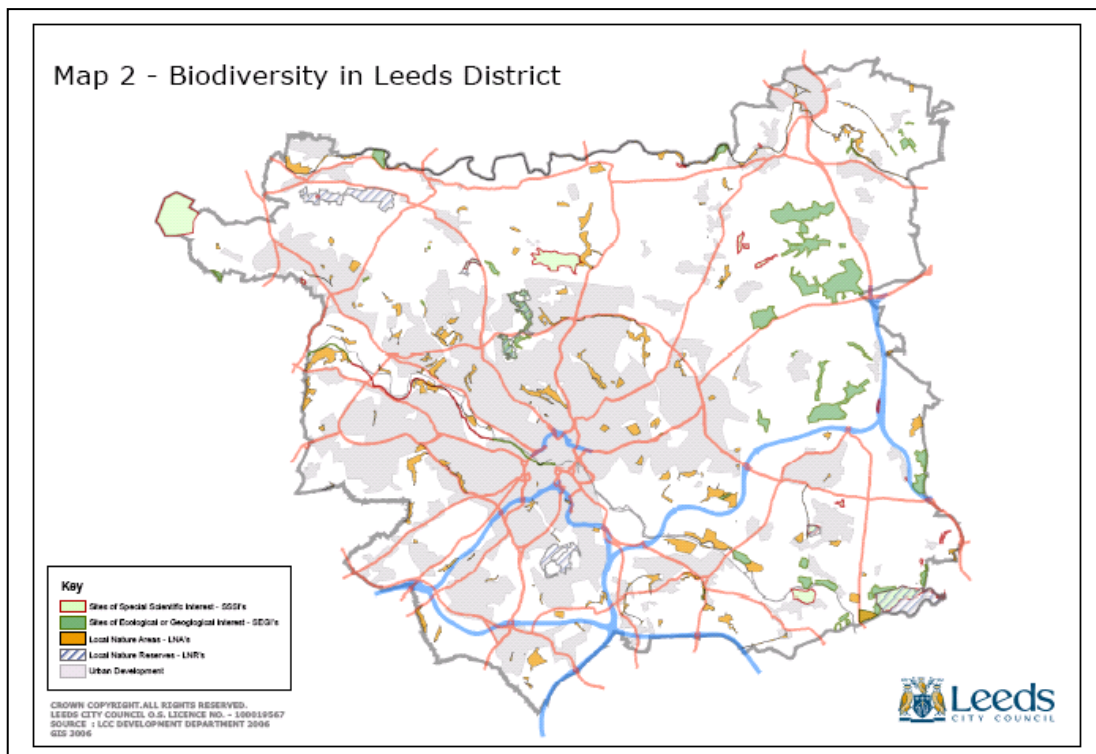 Map 2 - Biodiversity in Leeds District
Key
Sites of Special Scientific Interest - SSSI's
Sites of Ecological or Geoglogical Interest - SEGI's
Local Nature Areas - LNA's
Local Nature Reserves - LNR's
Urban Development
CROWN COPYRIGHT.ALL RIGHTS RESERVED.
LEEDS CITY COUNCIL O.S. LICENCE NO. - 100019567
SOURCE : LCC DEVELOPMENT DEPARTMENT 2006
GIS 2006
Leeds
CITY COUNCIL